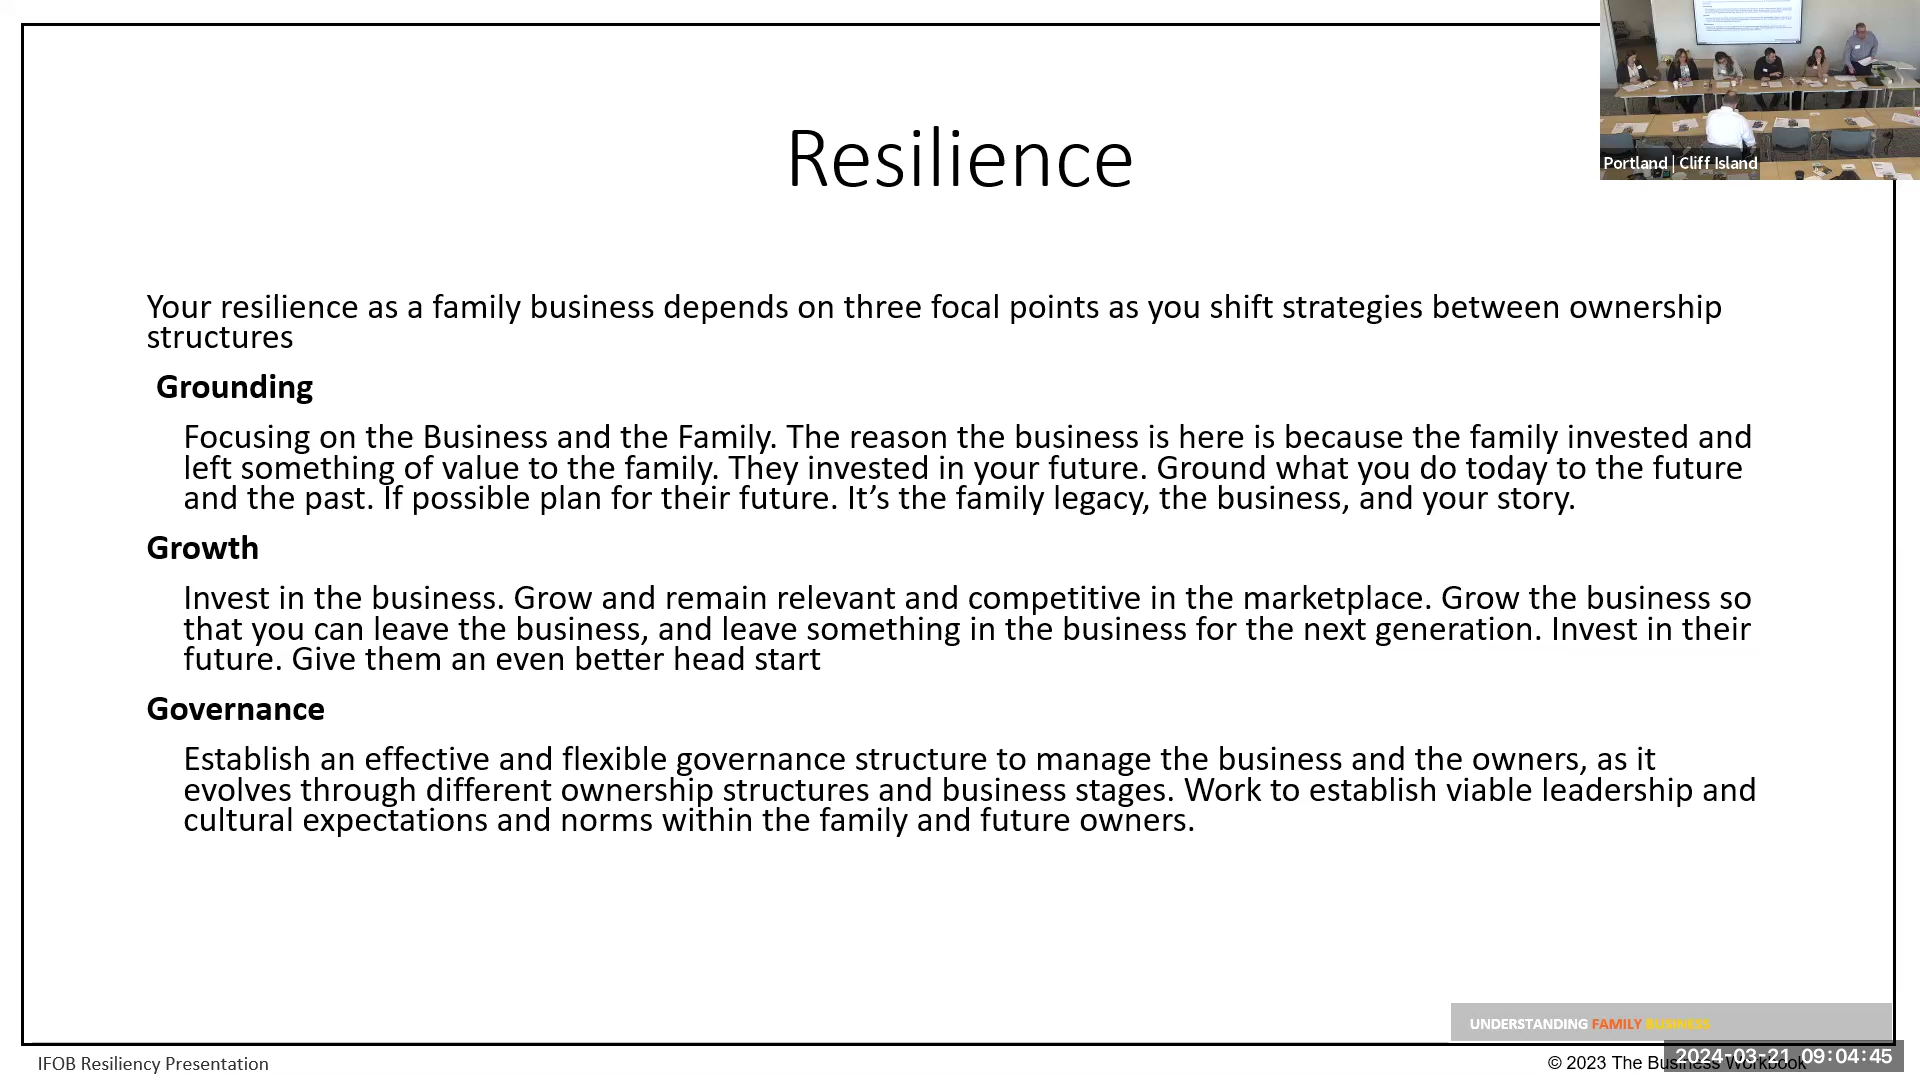 Portland | Cliff Island
Resilience
Your resilience as a family business depends on three focal points as you shift strategies between ownership
structures
Grounding
Focusing on the Business and the Family. The reason the business is here is because the family invested and
left something of value to the family. They invested in your future. Ground what you do today to the future
and the past. If possible plan for their future. It’s the family legacy, the business, and your story.
Growth
Invest in the business. Grow and remain relevant and competitive in the marketplace. Grow the business so
that you can leave the business, and leave something in the business for the next generation. Invest in their
future. Give them an even better head start
Governance
Establish an effective and flexible governance structure to manage the business and the owners, as it
evolves through different ownership structures and business stages. Work to establish viable leadership and
cultural expectations and norms within the family and future owners.
UNDERSTANDING FAMILY BUSINESS
IFOB Resiliency Presentation
© 2023 The Business Workbook
2024-03-21 09:04:45